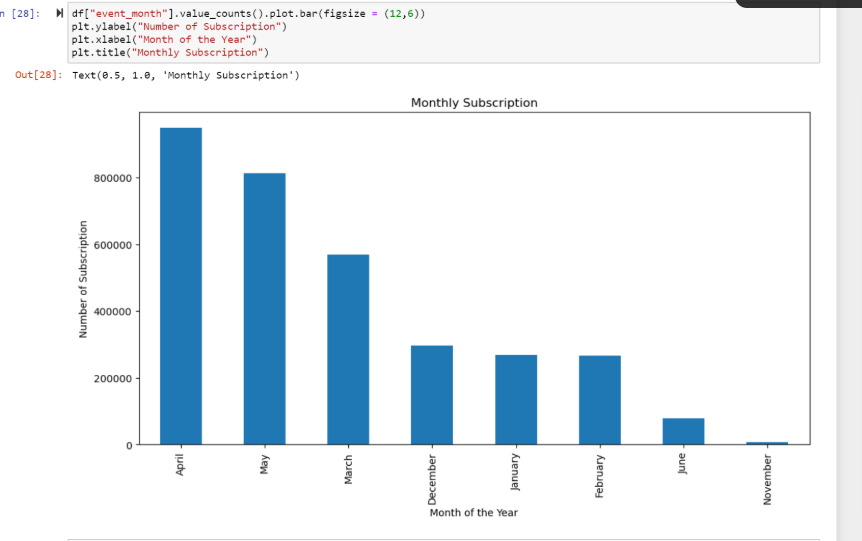 n [28]:
df["event_month"].value_counts().plot.bar(figsize = (12,6))
plt.ylabel("Number of Subscription")
plt.xlabel("Month of the Year")
plt.title("Monthly Subscription")
Out[28]: Text(0.5, 1.0, 'Monthly Subscription')
Monthly Subscription
Number of Subscription
800000
600000
400000
200000
0
April
May
March
December
January
February
June
November
Month of the Year